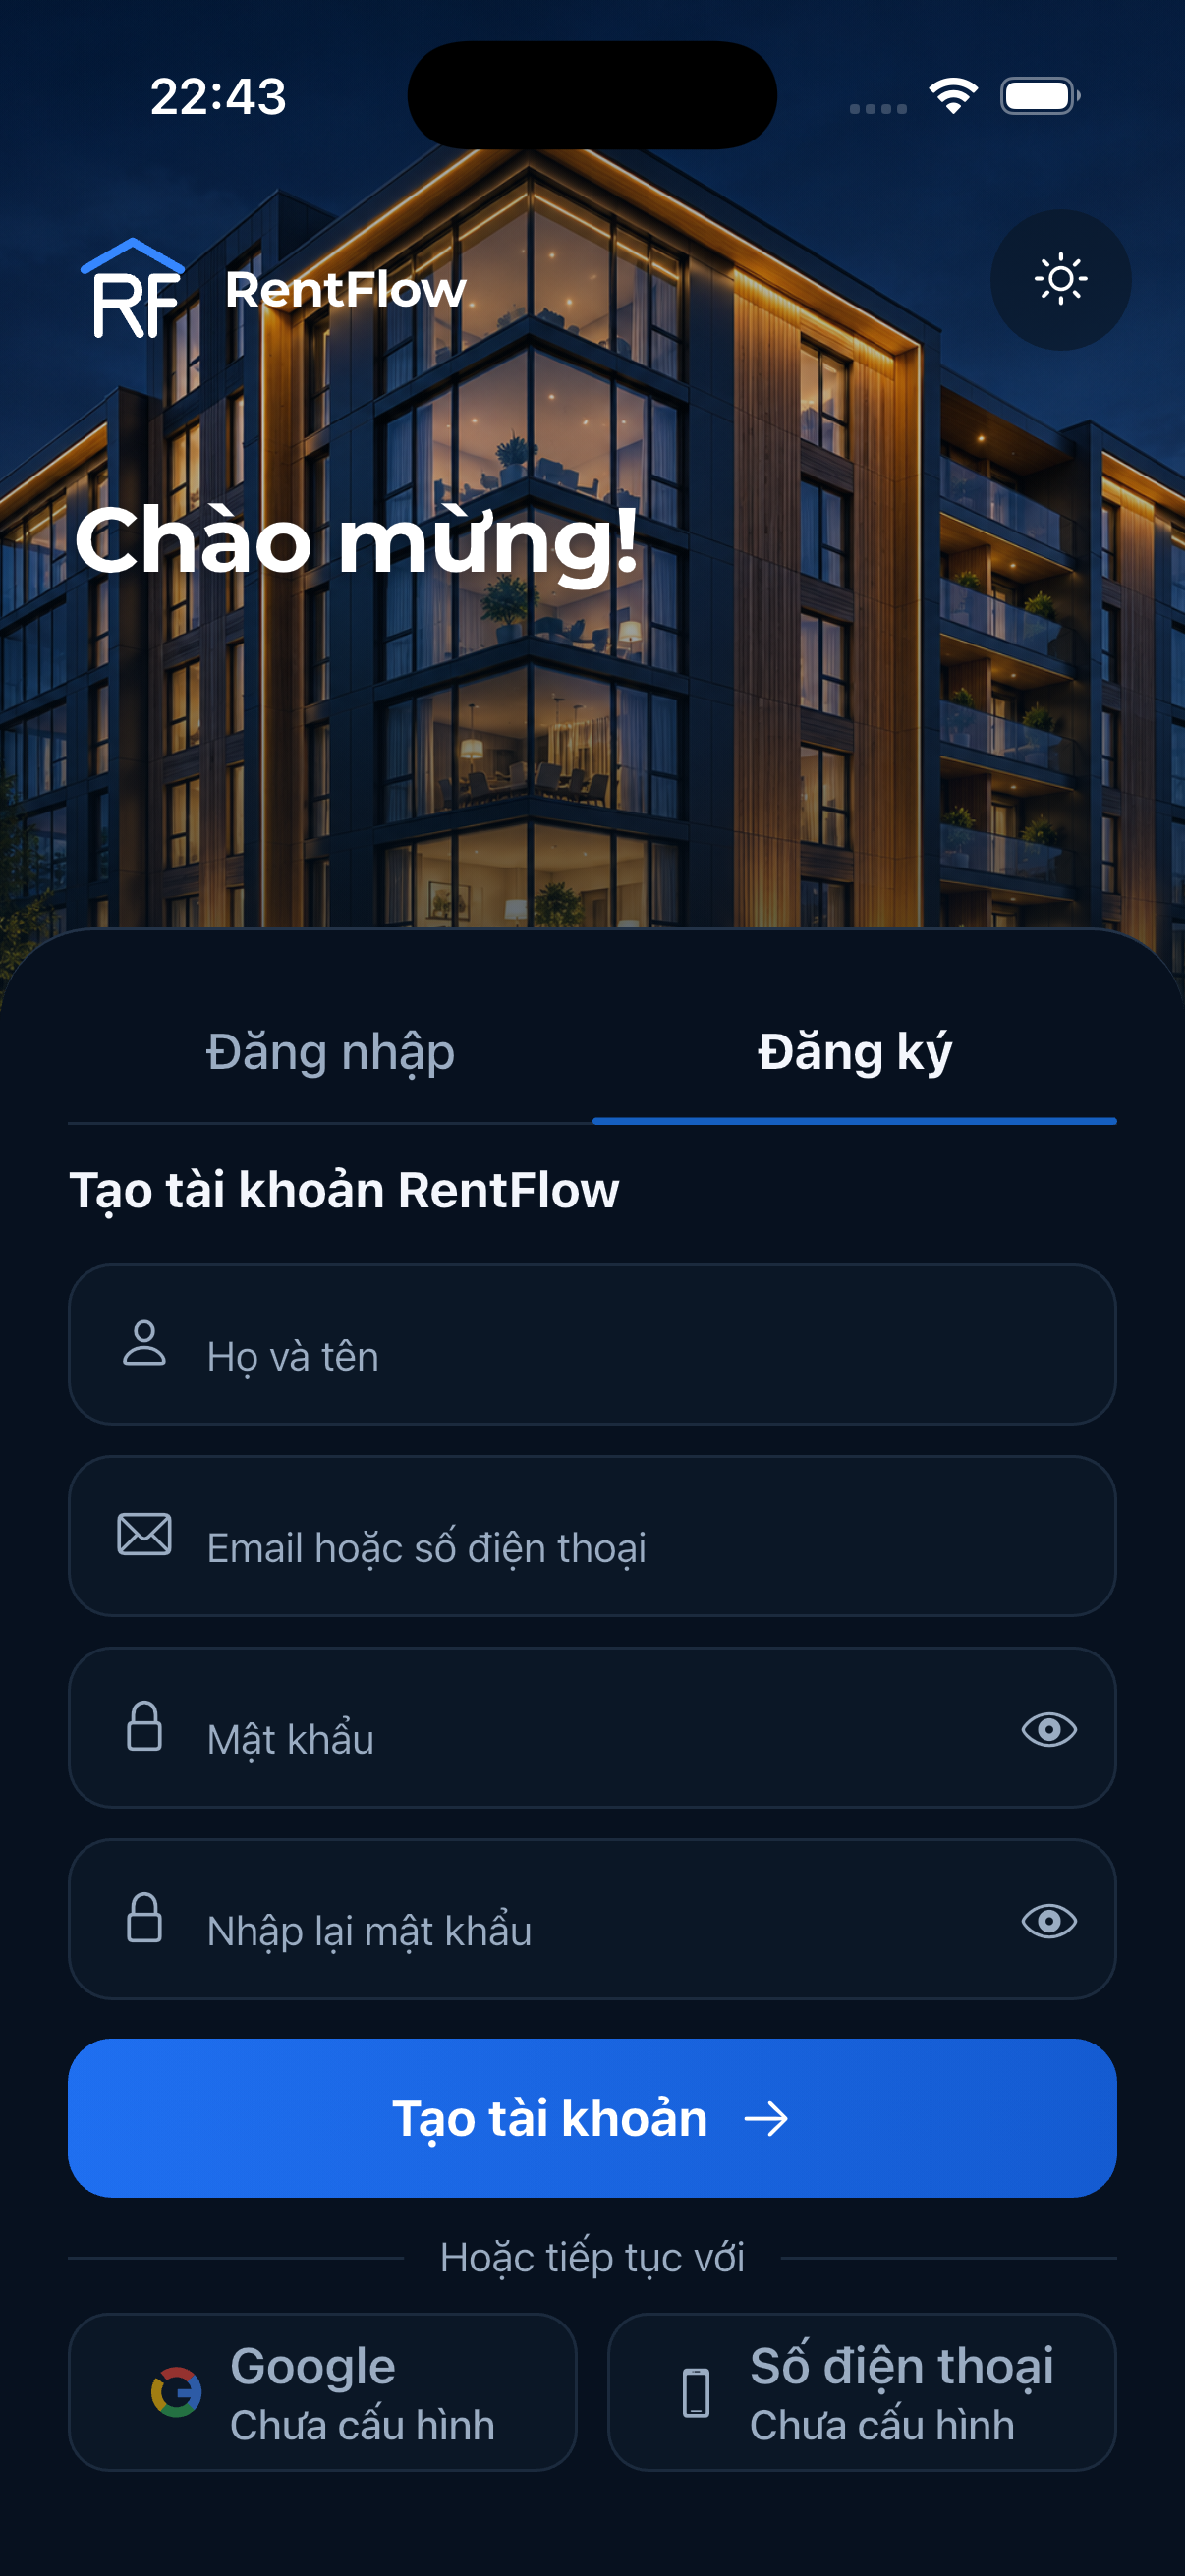 22:43
RF RentFlow
Chào mừng!
Đăng nhập Đăng ký
Tạo tài khoản RentFlow
Họ và tên
Email hoặc số điện thoại
Mật khẩu
Nhập lại mật khẩu
Tạo tài khoản →
Hoặc tiếp tục với
Google
Chưa cấu hình
Số điện thoại
Chưa cấu hình